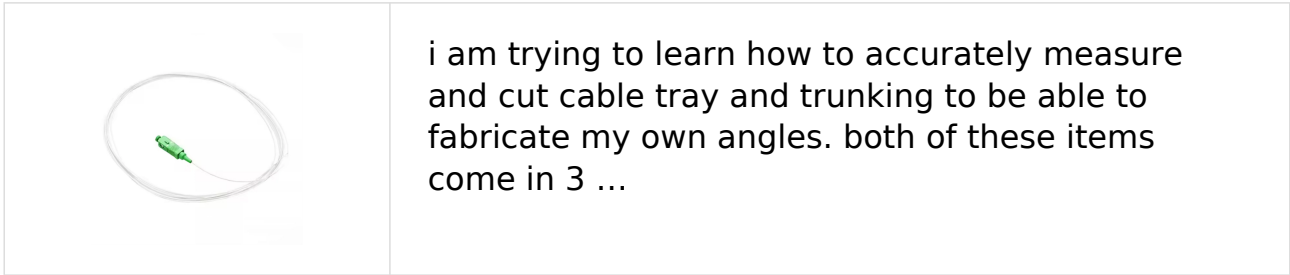 i am trying to learn how to accurately measure
and cut cable tray and trunking to be able to
fabricate my own angles. both of these items
come in 3 ...